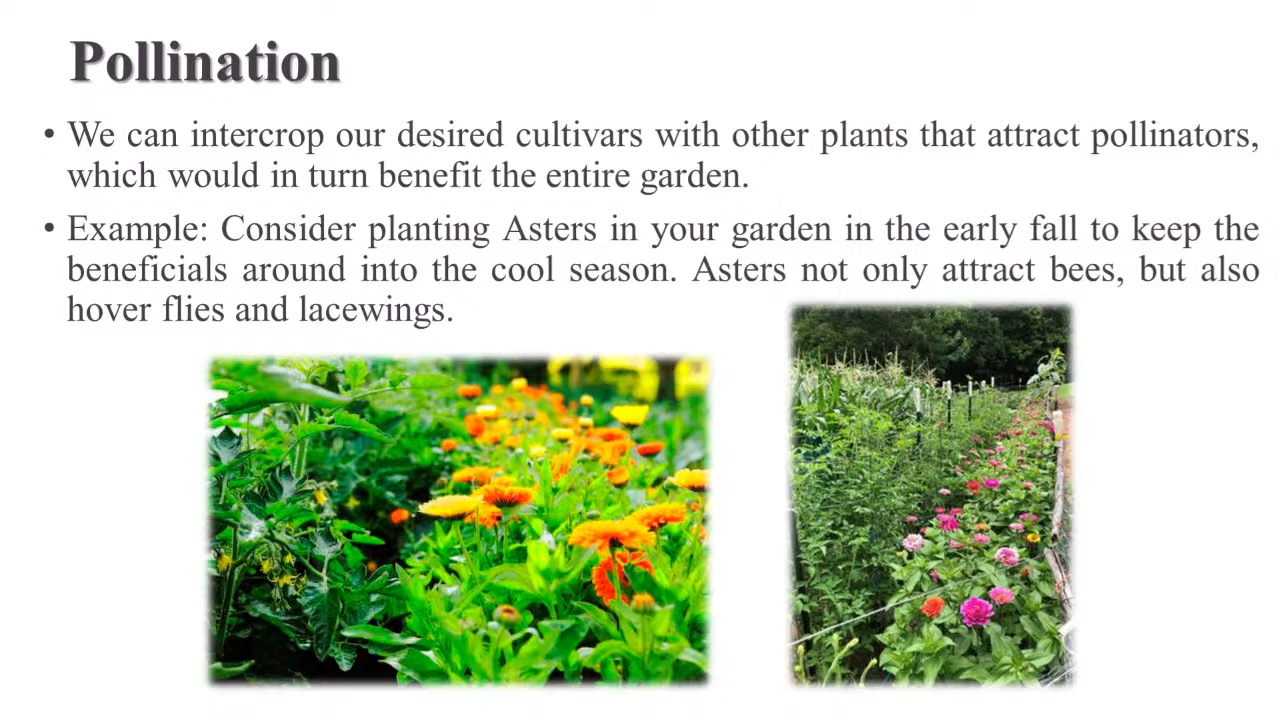 Pollination
• We can intercrop our desired cultivars with other plants that attract pollinators,
which would in turn benefit the entire garden.
• Example: Consider planting Asters in your garden in the early fall to keep the
beneficials around into the cool season. Asters not only attract bees, but also
hover flies and lacewings.